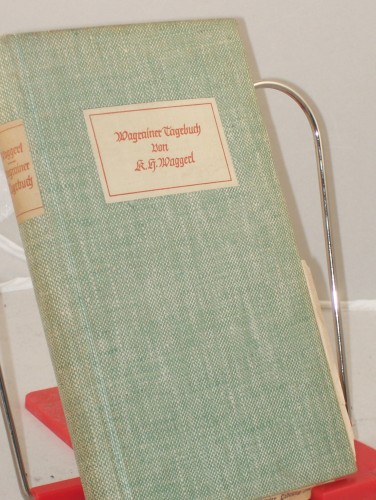 Wagrainer Tagebuch
Von
K. H. Waggerl
Waggerl
Wagrainer
Tagebuch